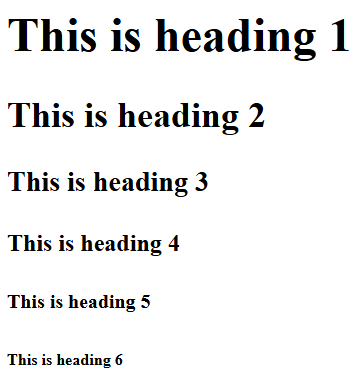 This is heading 1
This is heading 2
This is heading 3
This is heading 4
This is heading 5
This is heading 6